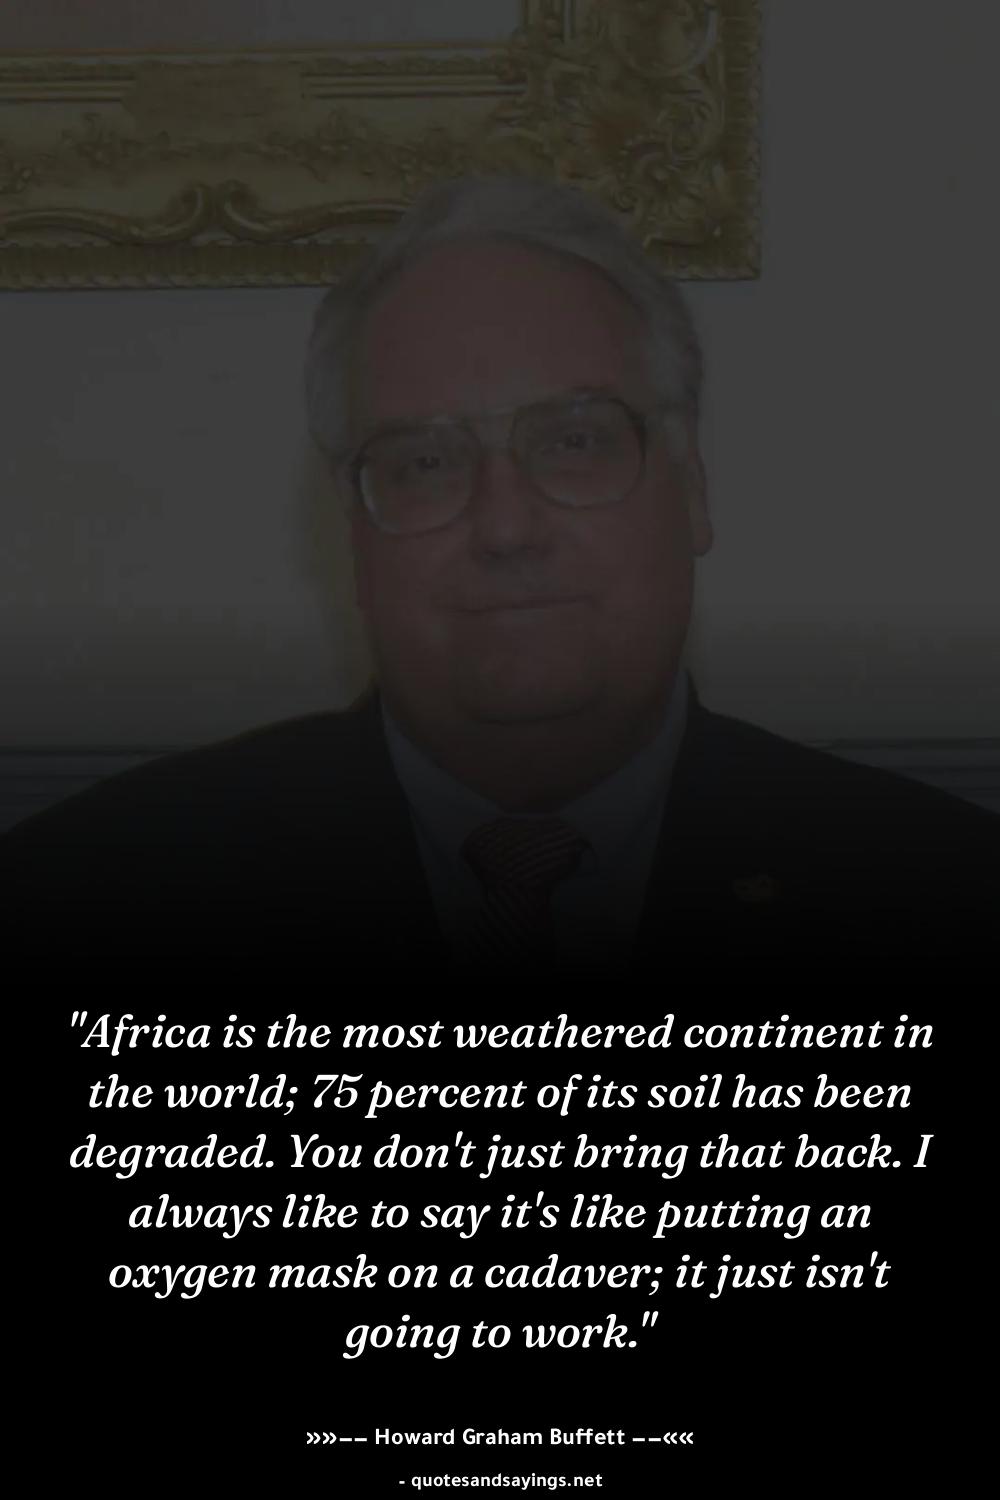 "Africa is the most weathered continent in
the world; 75 percent of its soil has been
degraded. You don't just bring that back. I
always like to say it's like putting an
oxygen mask on a cadaver; it just isn't
going to work."
»»–– Howard Graham Buffett ––««
- quotesandsayings.net